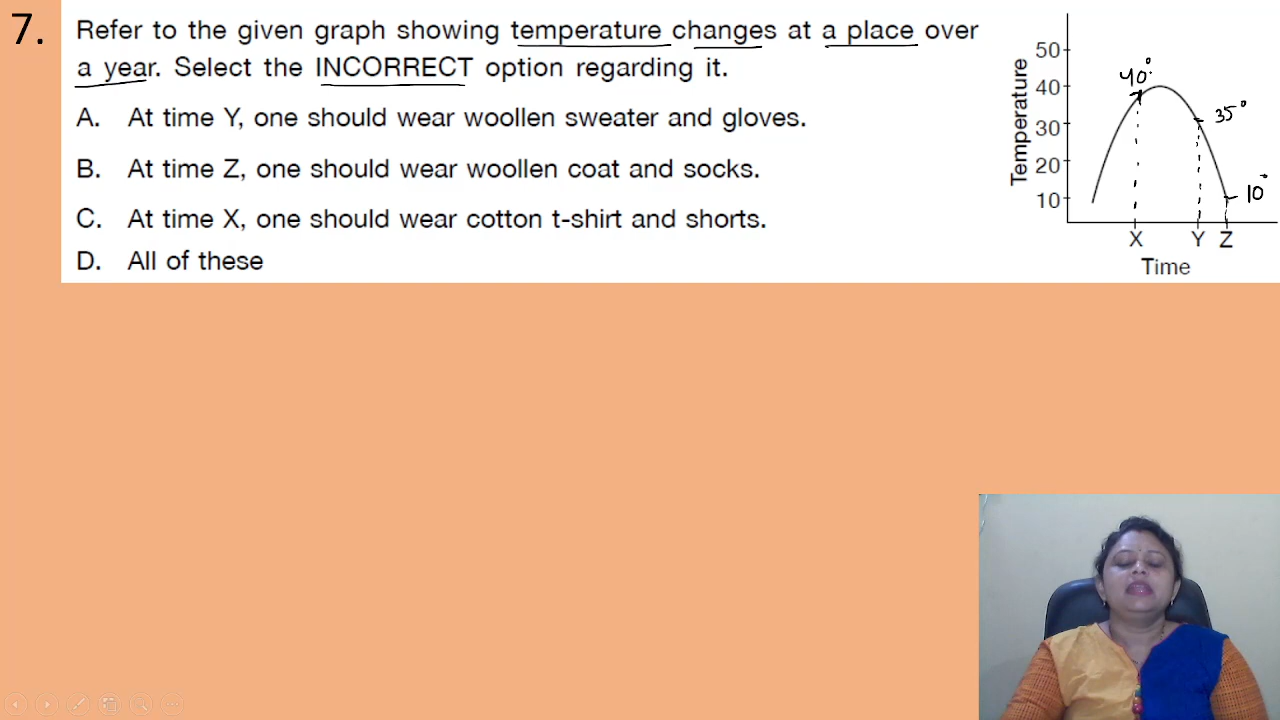 7. Refer to the given graph showing temperature changes at a place over
a year. Select the INCORRECT option regarding it.
A. At time Y, one should wear woollen sweater and gloves.
B. At time Z, one should wear woollen coat and socks.
C. At time X, one should wear cotton t-shirt and shorts.
D. All of these
Temperature
50
40
30
20
10
40°
35°
10°
X Y Z
Time